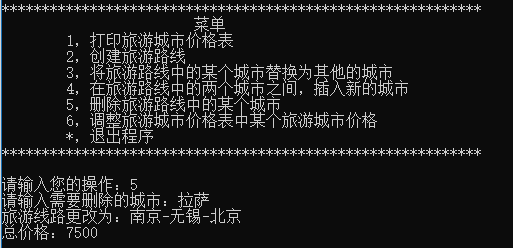 ************************************************************
菜单
1, 打印旅游城市价格表
2, 创建旅游路线
3, 将旅游路线中的某个城市替换为其他的城市
4, 在旅游路线中的两个城市之间，插入新的城市
5, 删除旅游路线中的某个城市
6, 调整旅游城市价格表中某个旅游城市价格
*, 退出程序
************************************************************
请输入您的操作：5
请输入需要删除的城市：拉萨
旅游线路更改为：南京-无锡-北京
总价格：7500